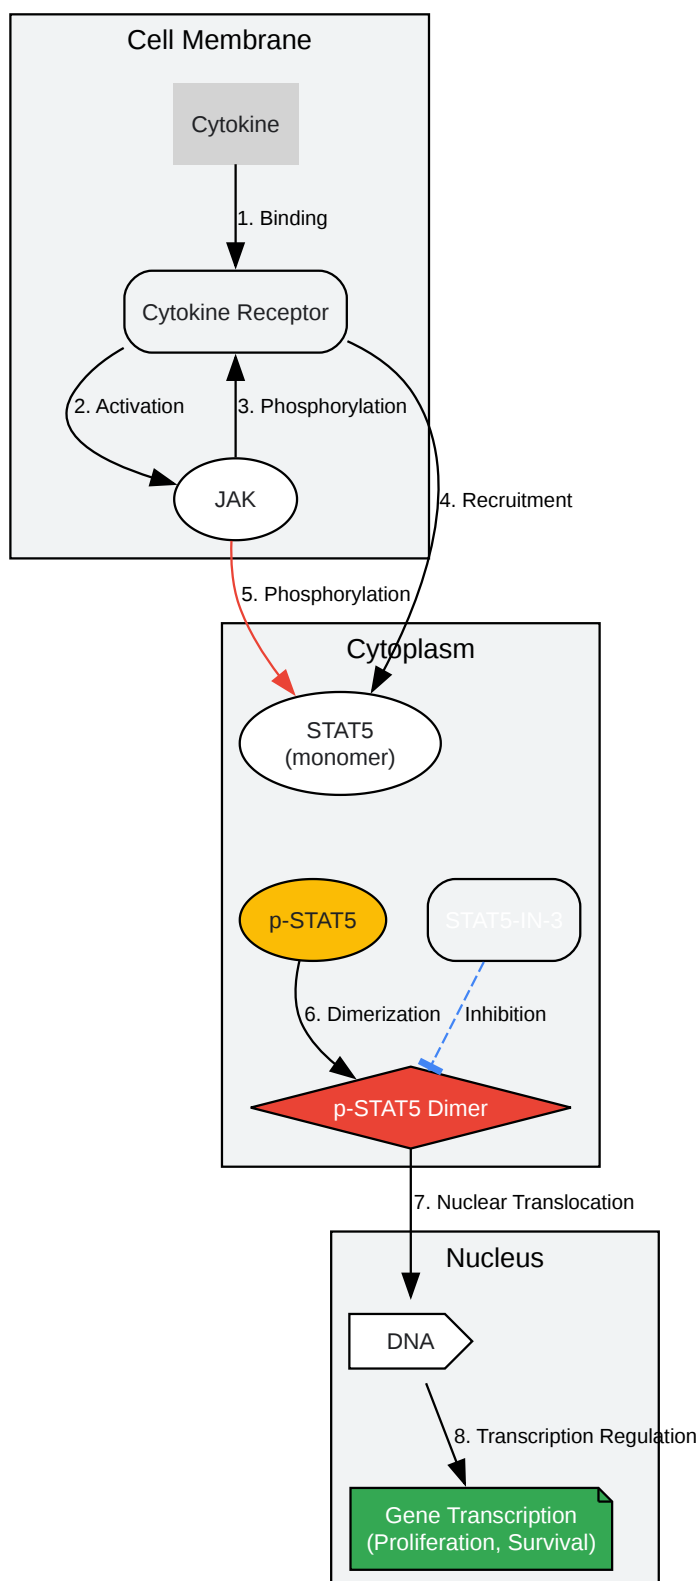 Cell Membrane
Cytokine
1. Binding
Cytokine Receptor
2. Activation
3. Phosphorylation
JAK
4. Recruitment
5. Phosphorylation
Cytoplasm
STAT5
(monomer)
p-STAT5
STAT5-IN-3
6. Dimerization
Inhibition
p-STAT5 Dimer
7. Nuclear Translocation
Nucleus
DNA
8. Transcription Regulation
Gene Transcription
(Proliferation, Survival)